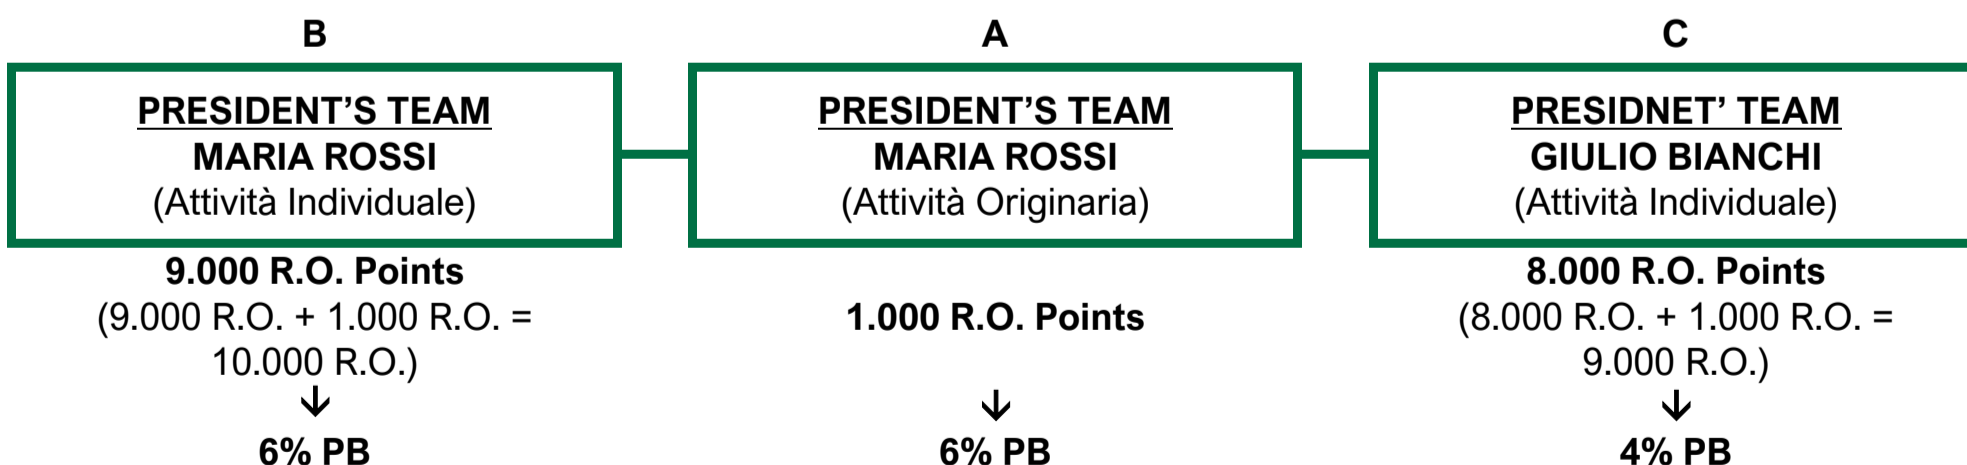 B
PRESIDENT’S TEAM
MARIA ROSSI
(Attività Individuale)
9.000 R.O. Points
(9.000 R.O. + 1.000 R.O. =
10.000 R.O.)
6% PB
A
PRESIDENT’S TEAM
MARIA ROSSI
(Attività Originaria)
1.000 R.O. Points
6% PB
C
PRESIDNET’ TEAM
GIULIO BIANCHI
(Attività Individuale)
8.000 R.O. Points
(8.000 R.O. + 1.000 R.O. =
9.000 R.O.)
4% PB